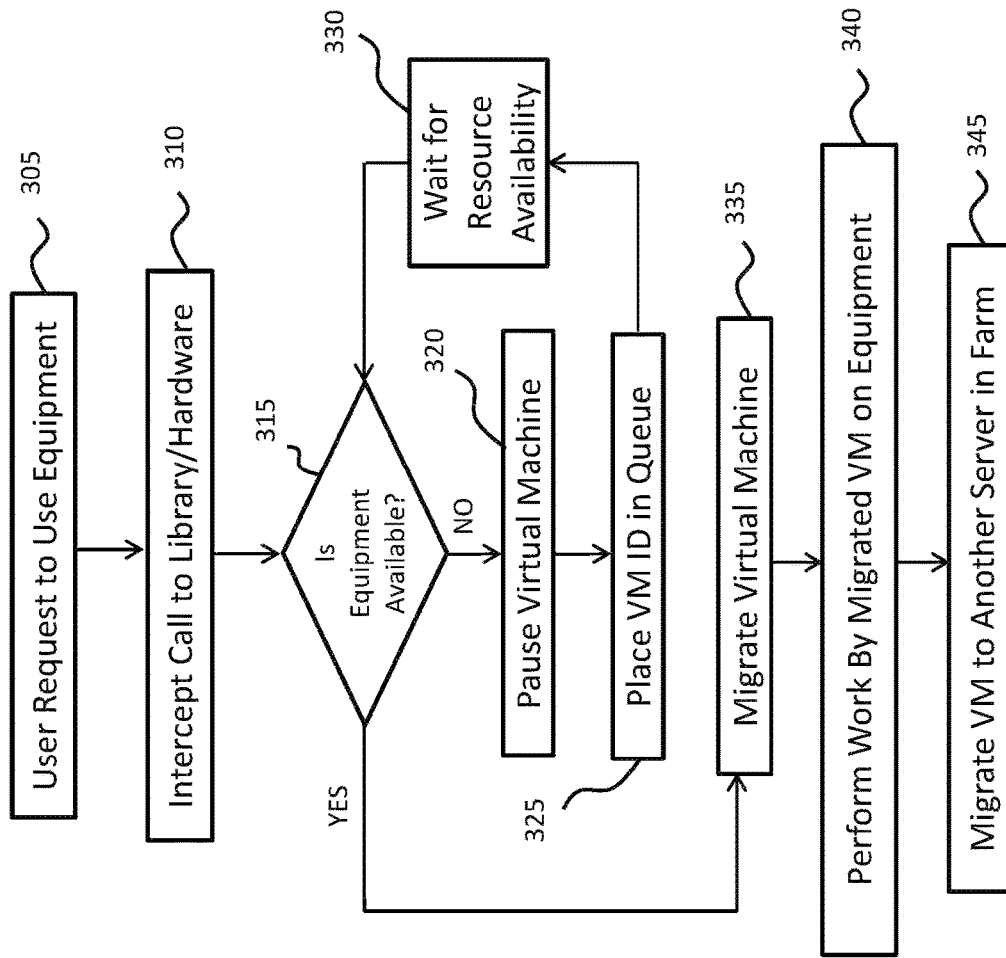 305
User Request to Use Equipment
310
Intercept Call to Library/Hardware
315
Is
Equipment
Available?
YES
NO
330
Wait for
Resource
Availability
320
Pause Virtual Machine
Place VM ID in Queue
325
335
Migrate Virtual Machine
340
Perform Work By Migrated VM on Equipment
345
Migrate VM to Another Server in Farm